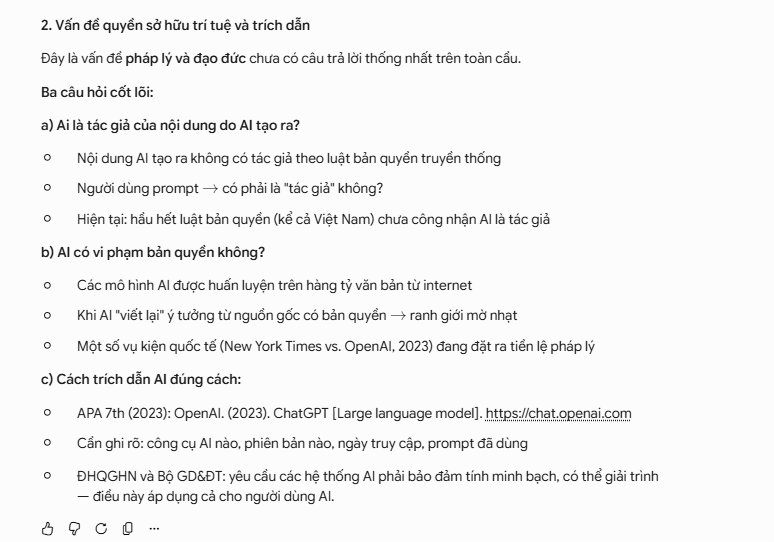 2. Vấn đề quyền sở hữu trí tuệ và trích dẫn
Đây là vấn đề pháp lý và đạo đức chưa có câu trả lời thống nhất trên toàn cầu.
Ba câu hỏi cốt lõi:
a) Ai là tác giả của nội dung do AI tạo ra?
Nội dung AI tạo ra không có tác giả theo luật bản quyền truyền thống
Người dùng prompt → có phải là "tác giả" không?
Hiện tại: hầu hết luật bản quyền (kể cả Việt Nam) chưa công nhận AI là tác giả
b) AI có vi phạm bản quyền không?
Các mô hình AI được huấn luyện trên hàng tỷ văn bản từ internet
Khi AI "viết lại" ý tưởng từ nguồn gốc có bản quyền → ranh giới mờ nhạt
Một số vụ kiện quốc tế (New York Times vs. OpenAI, 2023) đang đặt ra tiền lệ pháp lý
c) Cách trích dẫn AI đúng cách:
APA 7th (2023): OpenAI. (2023). ChatGPT [Large language model]. https://chat.openai.com
Cần ghi rõ: công cụ AI nào, phiên bản nào, ngày truy cập, prompt đã dùng
ĐHQGHN và Bộ GD&ĐT: yêu cầu các hệ thống AI phải bảo đảm tính minh bạch, có thể giải trình
— điều này áp dụng cả cho người dùng AI.